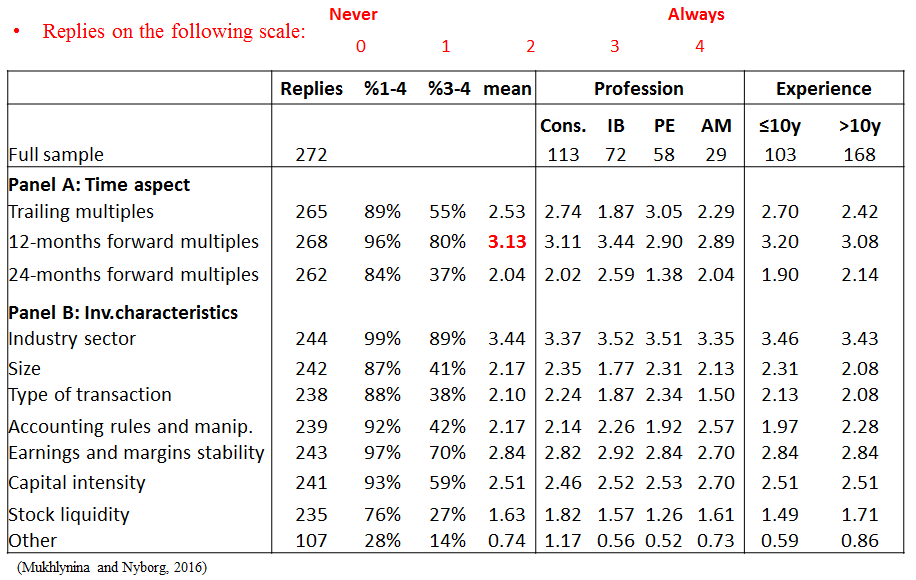 Never Always
• Replies on the following scale:
0 1 2 3 4
Replies %1-4 %3-4 mean Profession Experience
Cons. IB PE AM ≤10y >10y
Full sample 272 113 72 58 29 103 168
Panel A: Time aspect
Trailing multiples 265 89% 55% 2.53 2.74 1.87 3.05 2.29 2.70 2.42
12-months forward multiples 268 96% 80% 3.13 3.11 3.44 2.90 2.89 3.20 3.08
24-months forward multiples 262 84% 37% 2.04 2.02 2.59 1.38 2.04 1.90 2.14
Panel B: Inv.characteristics
Industry sector 244 99% 89% 3.44 3.37 3.52 3.51 3.35 3.46 3.43
Size 242 87% 41% 2.17 2.35 1.77 2.31 2.13 2.31 2.08
Type of transaction 238 88% 38% 2.10 2.24 1.87 2.34 1.50 2.13 2.08
Accounting rules and manip. 239 92% 42% 2.17 2.14 2.26 1.92 2.57 1.97 2.28
Earnings and margins stability 243 97% 70% 2.84 2.82 2.92 2.84 2.70 2.84 2.84
Capital intensity 241 93% 59% 2.51 2.46 2.52 2.53 2.70 2.51 2.51
Stock liquidity 235 76% 27% 1.63 1.82 1.57 1.26 1.61 1.49 1.71
Other 107 28% 14% 0.74 1.17 0.56 0.52 0.73 0.59 0.86
(Mukhlynina and Nyborg, 2016)